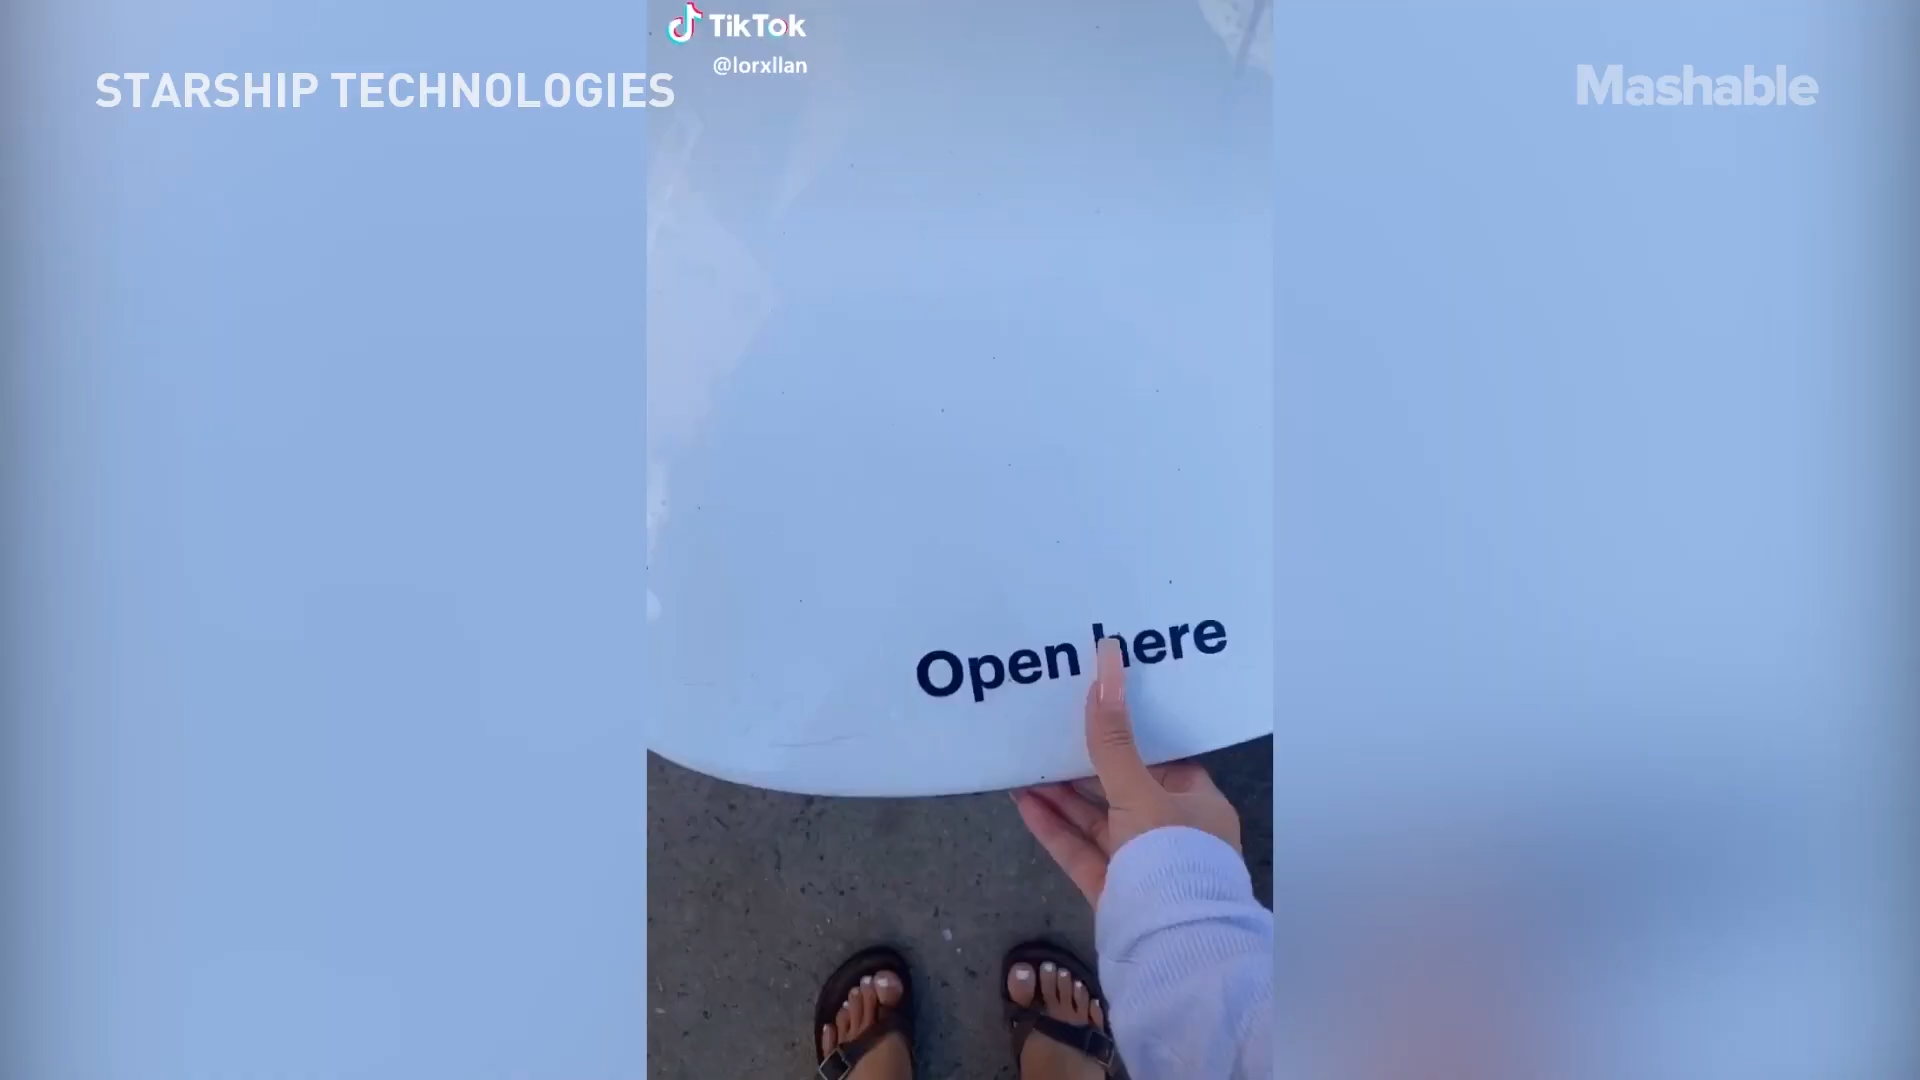 TikTok
@lorxllan
STARSHIP TECHNOLOGIES
Mashable
Open here